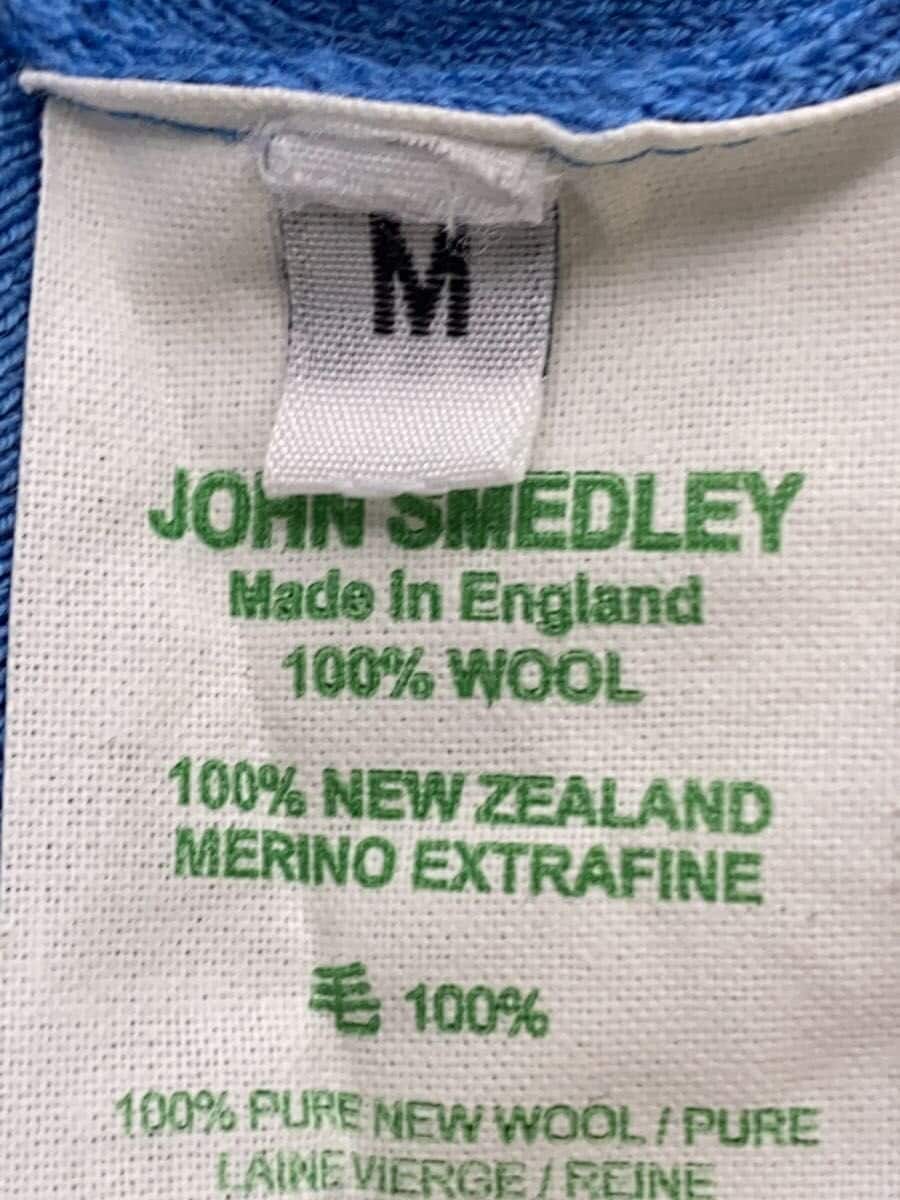 M
JOHN SMEDLEY
Made in England
100% WOOL
100% NEW ZEALAND
MERINO EXTRAFINE
毛 100%
100% PURE NEW WOOL / PURE
LAINE VIERGE / REINE